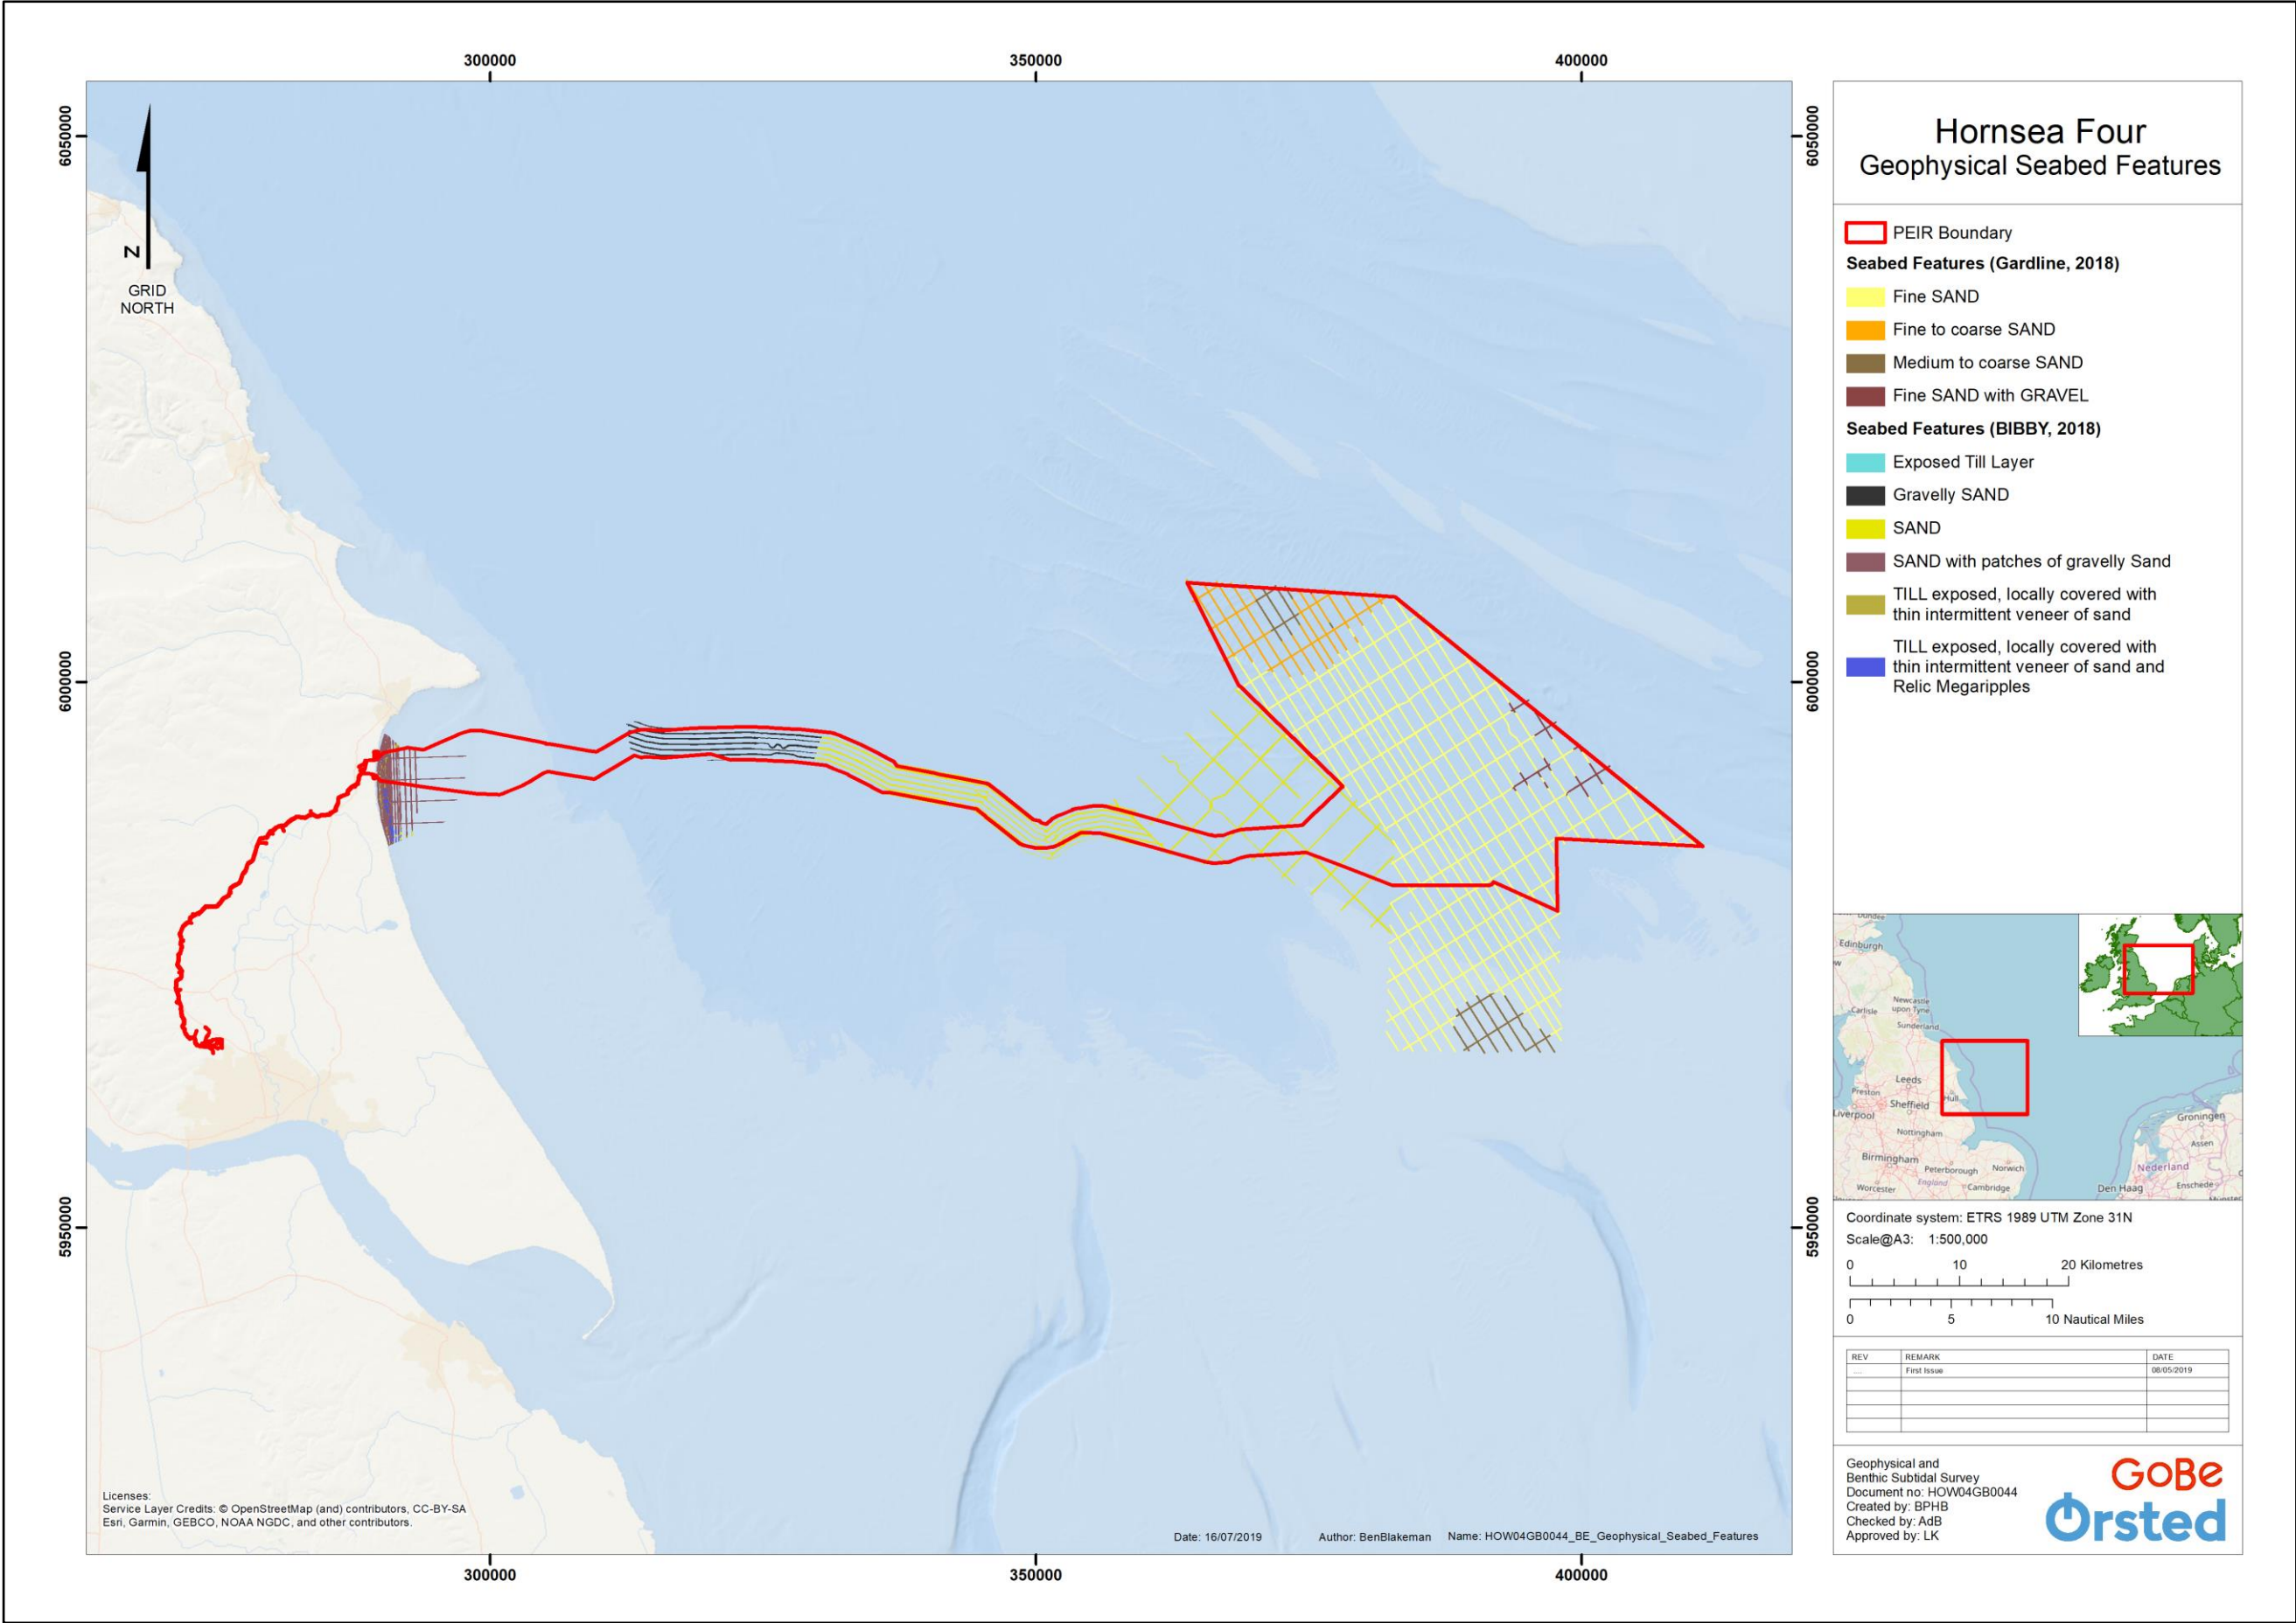 300000
350000
400000
6050000
6000000
5950000
6050000
6000000
5950000
300000
350000
400000
N
GRID
NORTH
Licenses:
Service Layer Credits: © OpenStreetMap (and) contributors, CC-BY-SA
Esri, Garmin, GEBCO, NOAA NGDC, and other contributors.
Date: 16/07/2019 Author: BenBlakeman Name: HOW04GB0044_BE_Geophysical_Seabed_Features
Hornsea Four
Geophysical Seabed Features
PEIR Boundary
Seabed Features (Gardline, 2018)
Fine SAND
Fine to coarse SAND
Medium to coarse SAND
Fine SAND with GRAVEL
Seabed Features (BIBBY, 2018)
Exposed Till Layer
Gravelly SAND
SAND
SAND with patches of gravelly Sand
TILL exposed, locally covered with
thin intermittent veneer of sand
TILL exposed, locally covered with
thin intermittent veneer of sand and
Relic Megaripples
Dundee
Edinburgh
Newcastle
upon Tyne
Carlisle
Sunderland
Leeds
Preston
Hull
Sheffield
Liverpool
Groningen
Nottingham
Assen
Birmingham
Peterborough
Norwich
Nederland
England
Worcester
Cambridge
Den Haag
Enschede
Coordinate system: ETRS 1989 UTM Zone 31N
Scale@A3: 1:500,000
0 10 20 Kilometres
0 5 10 Nautical Miles
REV REMARK DATE
.... First Issue 08/05/2019
Geophysical and
Benthic Subtidal Survey
Document no: HOW04GB0044
Created by: BPHB
Checked by: AdB
Approved by: LK
GoBe
Ørsted